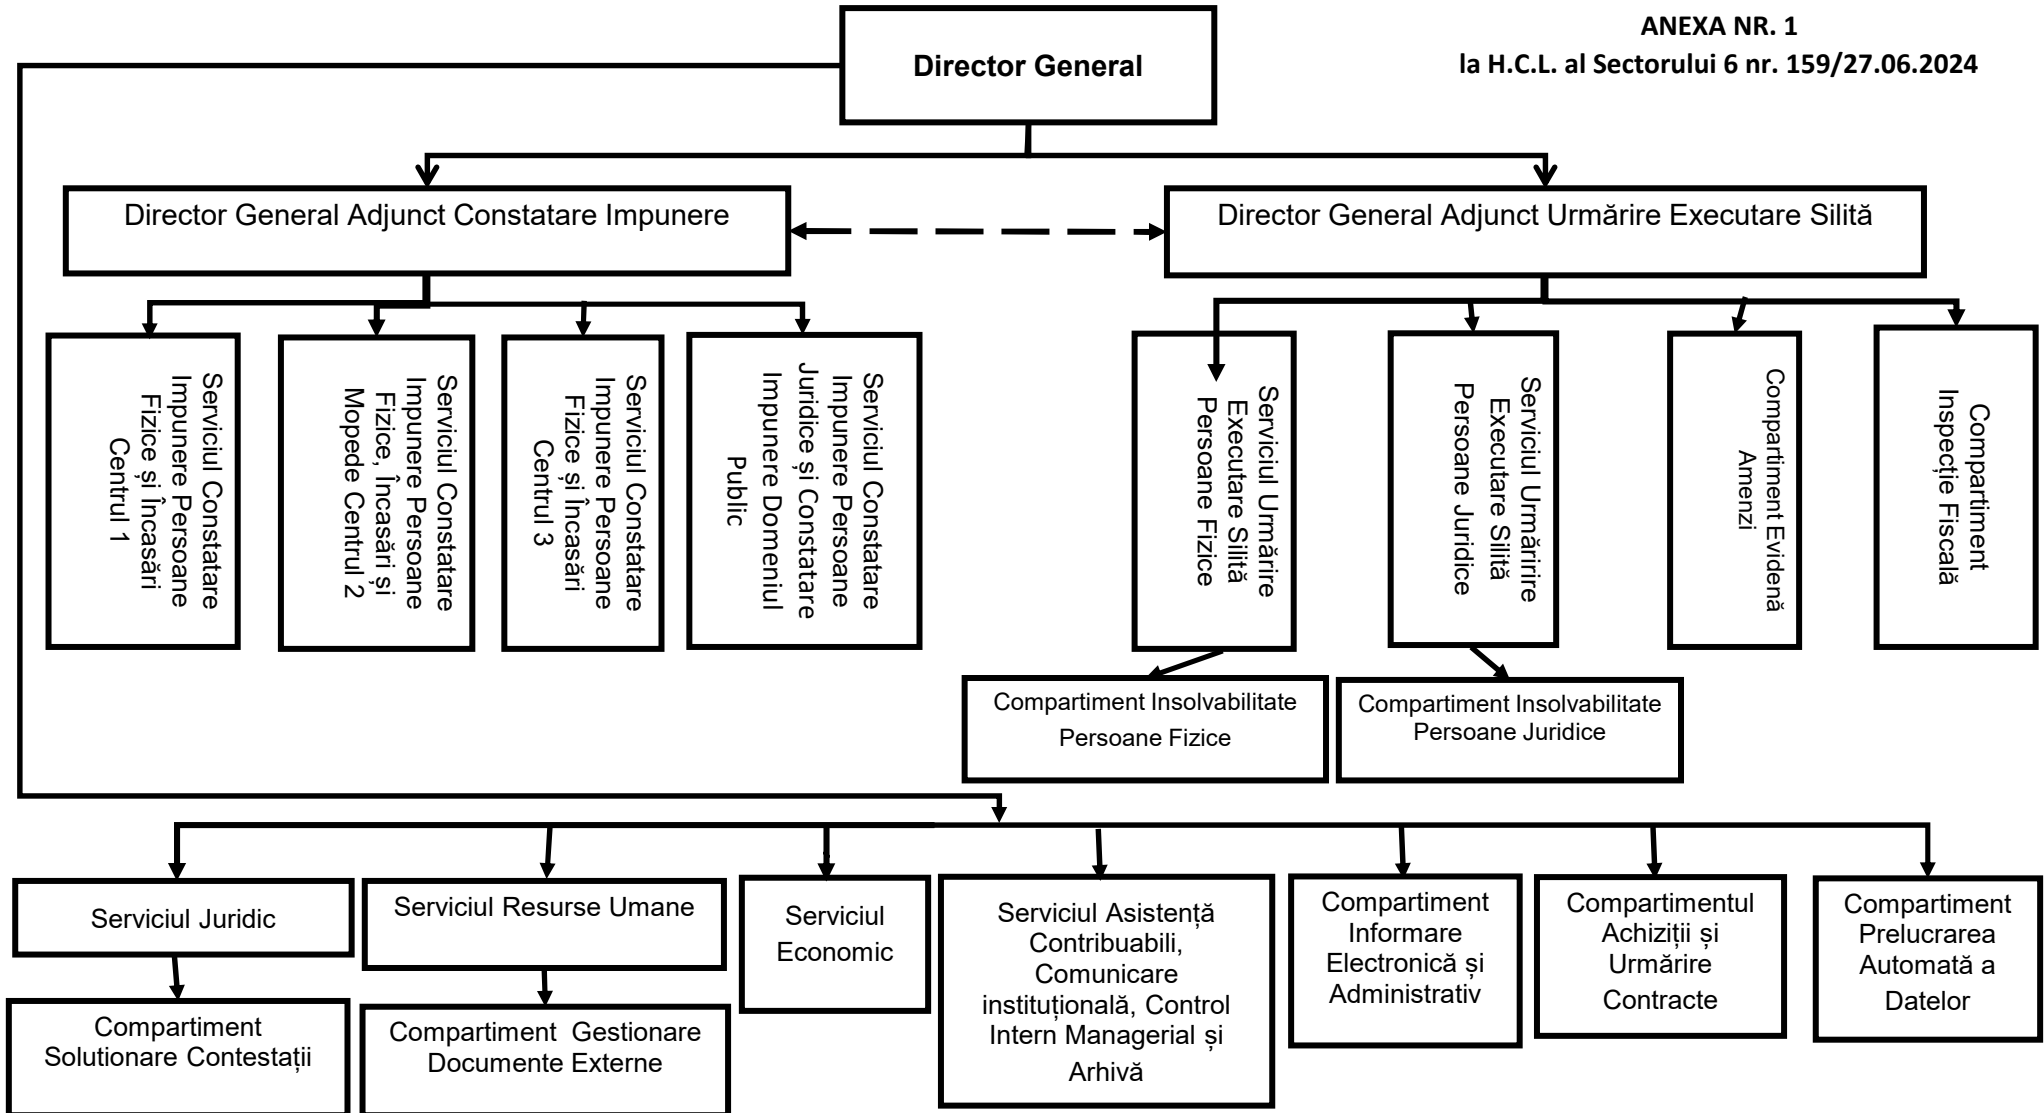 ANEXA NR. 1
la H.C.L. al Sectorului 6 nr. 159/27.06.2024
Director General
Director General Adjunct Constatare Impunere
Director General Adjunct Urmărire Executare Silită
Serviciul Constatare
Impunere Persoane
Fizice și Încasări
Centrul 1
Serviciul Constatare
Impunere Persoane
Fizice, Încasări și
Mopede Centrul 2
Serviciul Constatare
Impunere Persoane
Fizice și Încasări
Centrul 3
Serviciul Constatare
Impunere Persoane
Juridice și Constatare
Impunere Domeniul
Public
Serviciul Urmărire
Executare Silită
Persoane Fizice
Serviciul Urmăririre
Executare Silită
Persoane Juridice
Compartiment Evidenă
Amenzi
Compartiment
Inspecție Fiscală
Compartiment Insolvabilitate
Persoane Fizice
Compartiment Insolvabilitate
Persoane Juridice
Serviciul Juridic
Serviciul Resurse Umane
Serviciul
Economic
Serviciul Asistență
Contribuabili,
Comunicare
instituțională, Control
Intern Managerial și
Arhivă
Compartiment
Informare
Electronică și
Administrativ
Compartimentul
Achiziții și
Urmărire
Contracte
Compartiment
Prelucrarea
Automată a
Datelor
Compartiment
Solutionare Contestații
Compartiment  Gestionare
Documente Externe